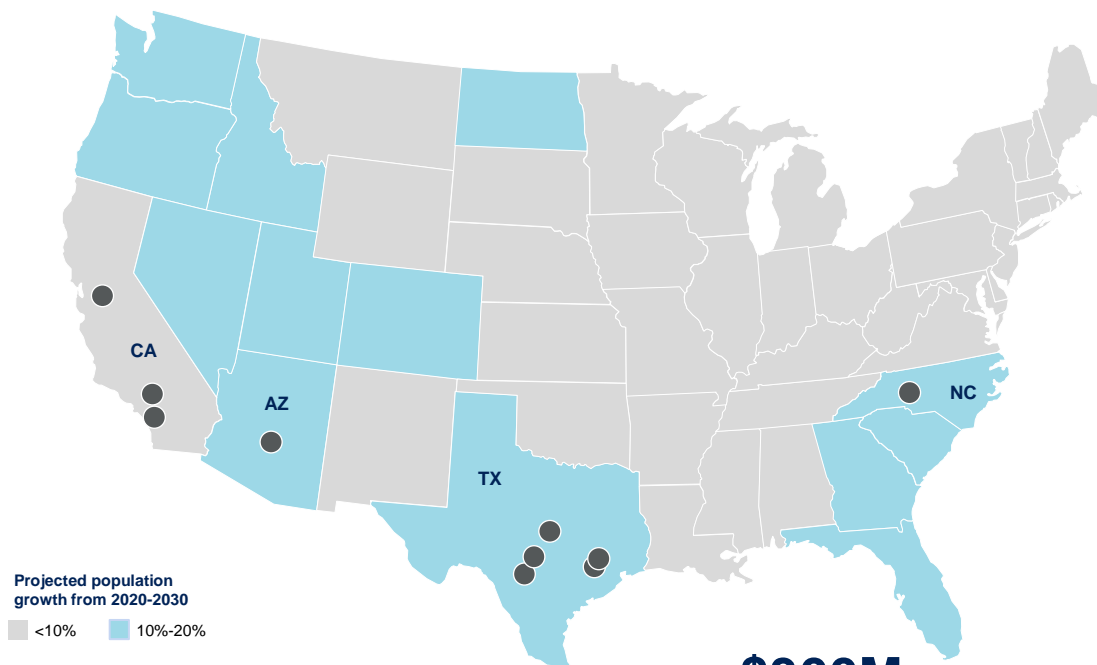 CA
AZ
NC
TX
Projected population
growth from 2020-2030
<10%
10%-20%